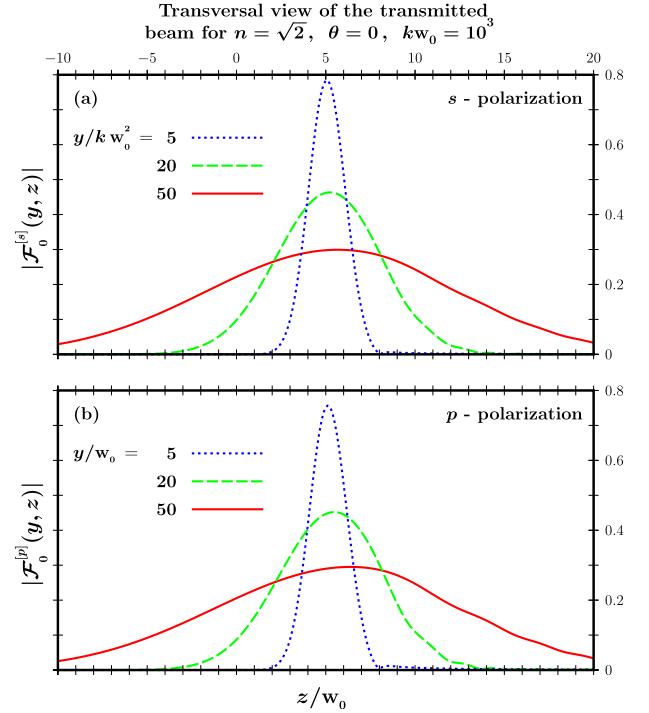 Transversal view of the transmitted
beam for n = √2 , θ = 0 , kw₀ = 10³
−10 −5 0 5 10 15 20
(a) s - polarization
y/k w₀² = 5
20
50
|ℱ₀^[s](y, z)|
0.8
0.6
0.4
0.2
0
(b) p - polarization
y/w₀ = 5
20
50
|ℱ₀^[p](y, z)|
0.8
0.6
0.4
0.2
0
z/w₀